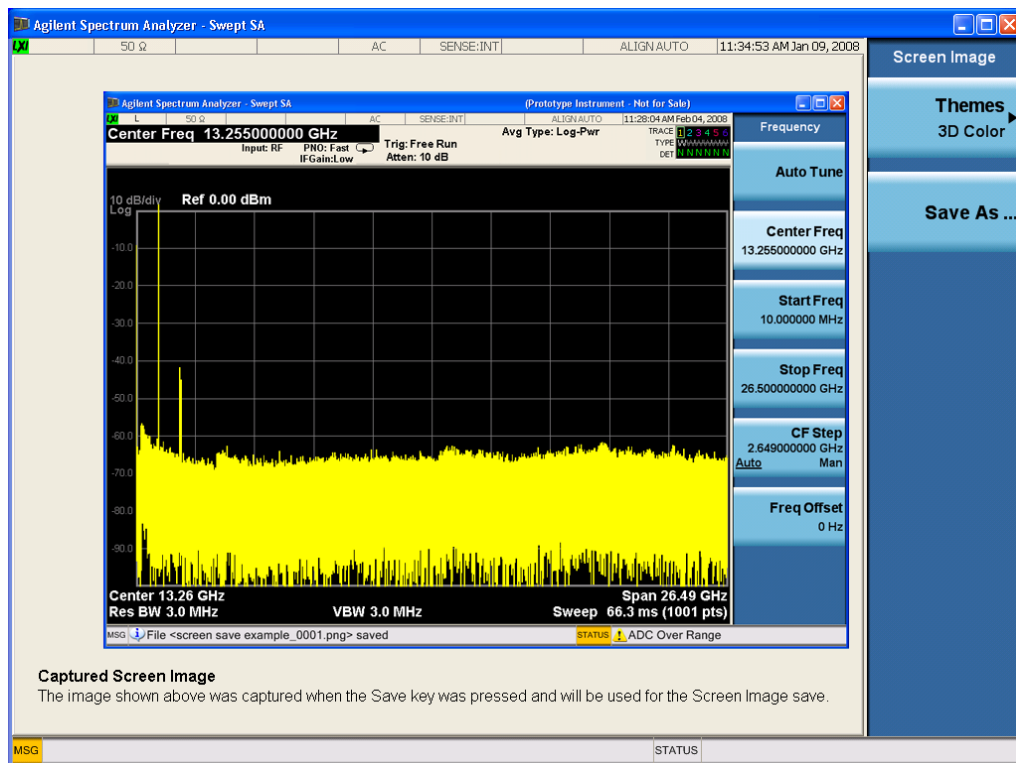 Agilent Spectrum Analyzer - Swept SA
LXI 50 Ω AC SENSE:INT ALIGN AUTO 11:34:53 AM Jan 09, 2008
Screen Image
Themes
3D Color
Save As ...
Agilent Spectrum Analyzer - Swept SA (Prototype Instrument - Not for Sale)
LXI L 50 Ω AC SENSE:INT ALIGN AUTO 11:28:04 AM Feb 04, 2008
Center Freq 13.255000000 GHz
Input: RF
PNO: Fast
IFGain:Low
Trig: Free Run
Atten: 10 dB
Avg Type: Log-Pwr
TRACE 1 2 3 4 5 6
TYPE WWWWWW
DET N N N N N N
Frequency
Auto Tune
Center Freq
13.255000000 GHz
Start Freq
10.000000 MHz
Stop Freq
26.500000000 GHz
CF Step
2.649000000 GHz
Auto Man
Freq Offset
0 Hz
10 dB/div Ref 0.00 dBm
Log
-10.0
-20.0
-30.0
-40.0
-50.0
-60.0
-70.0
-80.0
-90.0
Center 13.26 GHz Span 26.49 GHz
Res BW 3.0 MHz VBW 3.0 MHz Sweep 66.3 ms (1001 pts)
MSG File <screen save example_0001.png> saved STATUS ADC Over Range
Captured Screen Image
The image shown above was captured when the Save key was pressed and will be used for the Screen Image save.
MSG STATUS